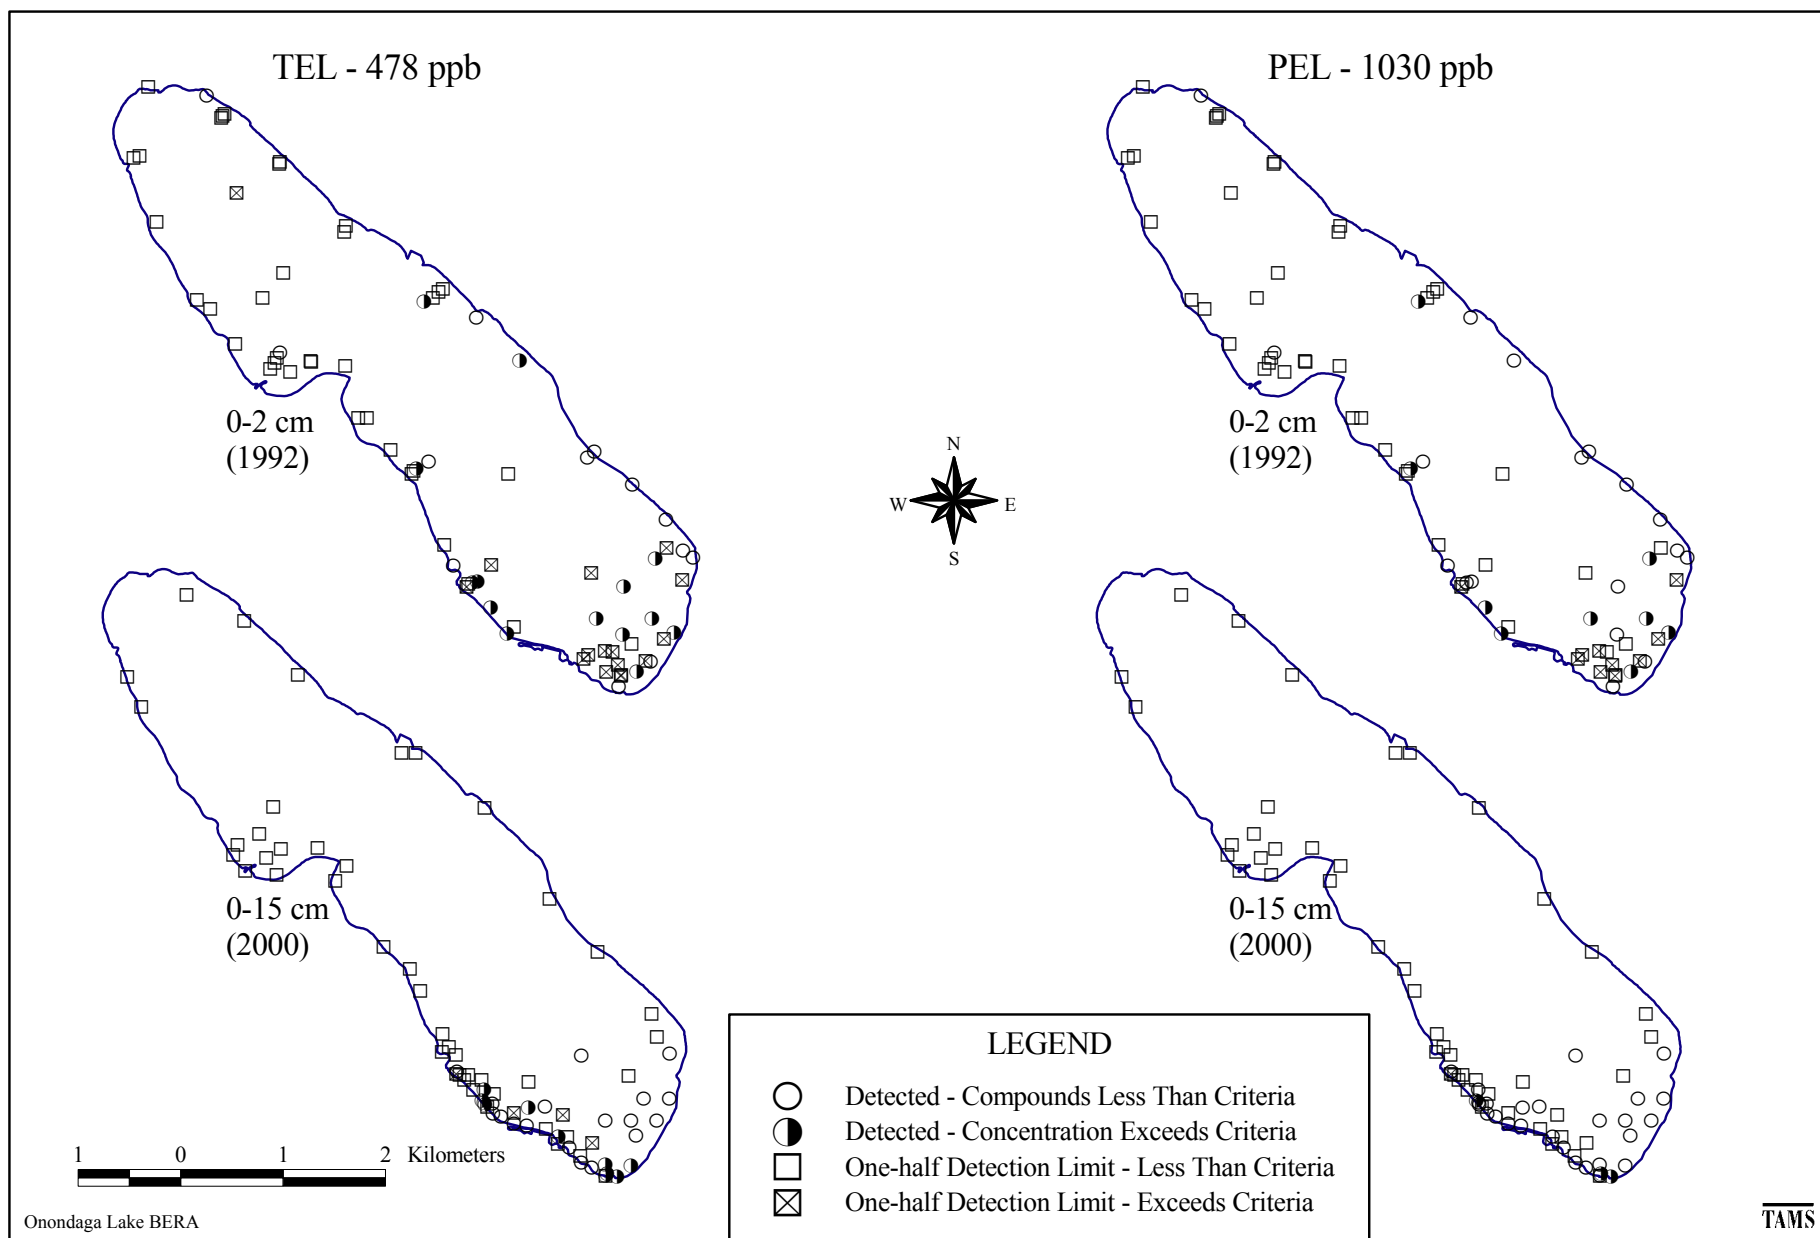 TEL - 478 ppb
PEL - 1030 ppb
0-2 cm
(1992)
0-2 cm
(1992)
N
W
E
S
0-15 cm
(2000)
0-15 cm
(2000)
LEGEND
Detected - Compounds Less Than Criteria
Detected - Concentration Exceeds Criteria
One-half Detection Limit - Less Than Criteria
One-half Detection Limit - Exceeds Criteria
1 0 1 2 Kilometers
Onondaga Lake BERA
TAMS